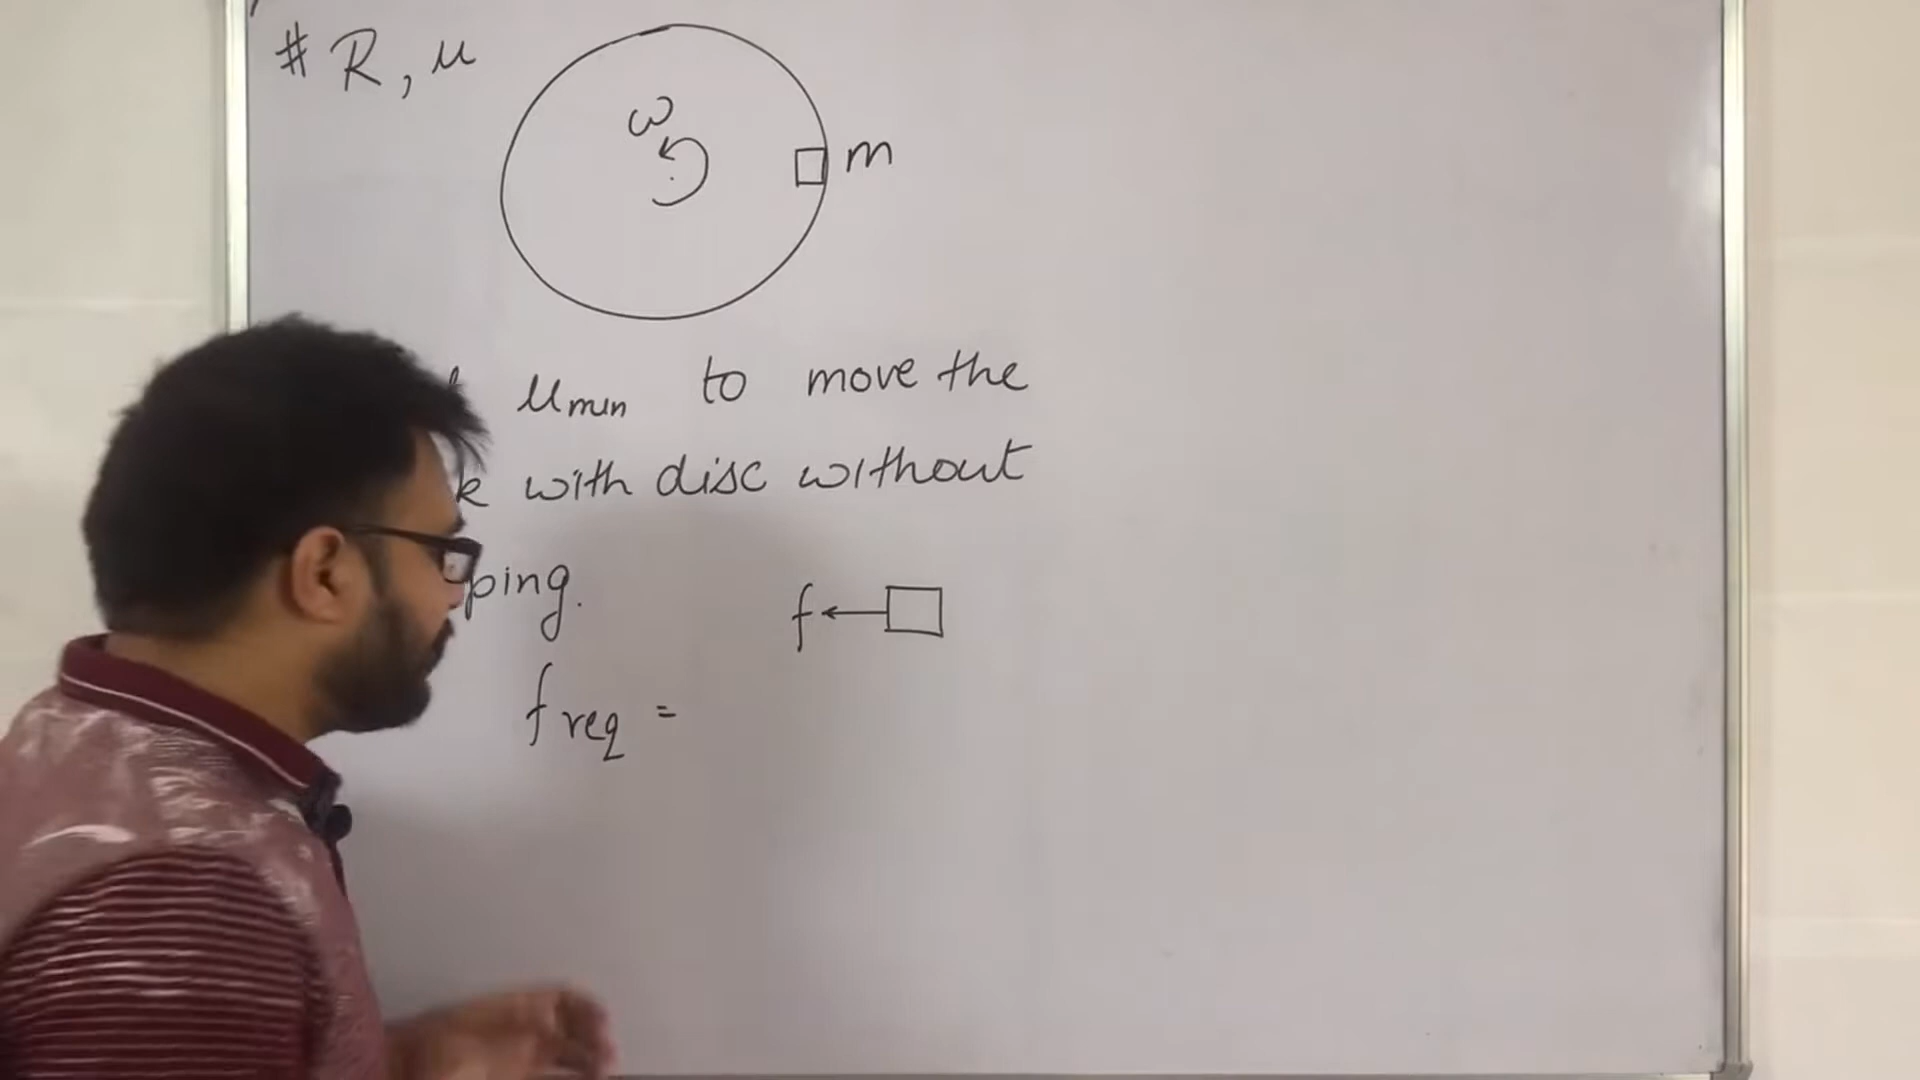 # R, μ
ω
m
μmin to move the
k with disc without
ping.
f
freq =